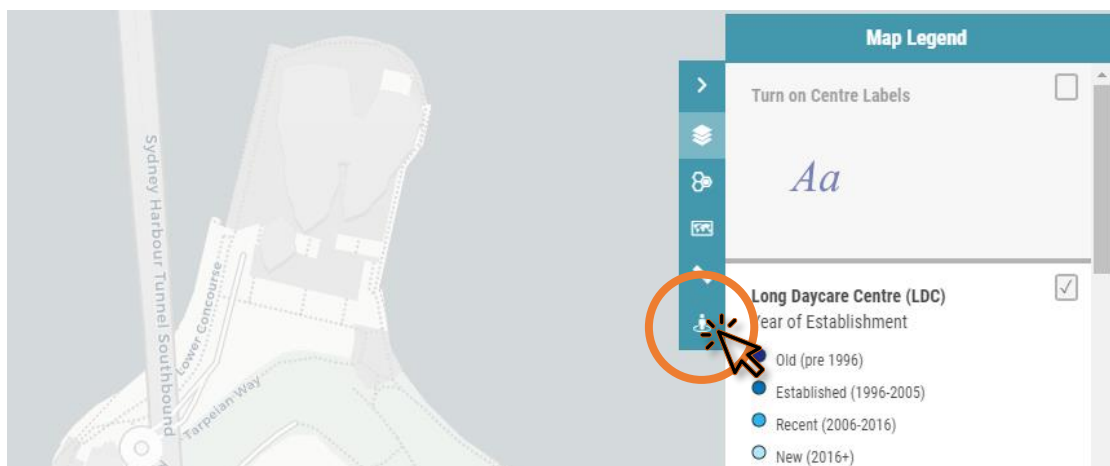 Map Legend
Turn on Centre Labels
Aa
Long Daycare Centre (LDC)
Year of Establishment
Old (pre 1996)
Established (1996-2005)
Recent (2006-2016)
New (2016+)
Sydney Harbour Tunnel Southbound
Lower Concourse
Tarpeian Way